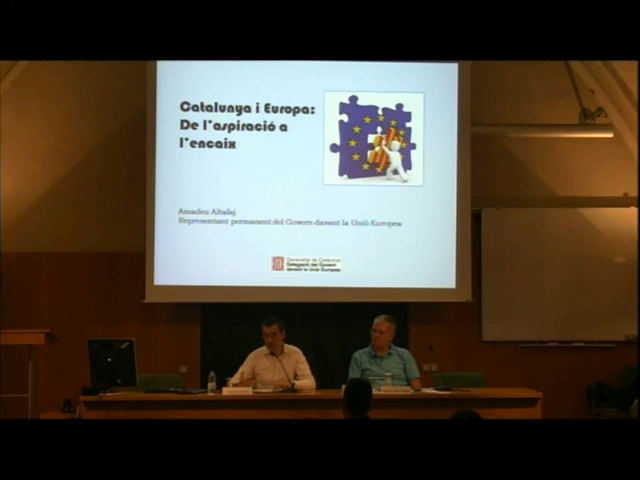 Catalunya i Europa:
De l'aspiració a
l'encaix
Amadeu Altafaj
Representant permanent del Govern davant la Unió Europea
Generalitat de Catalunya
Delegació del Govern
davant la Unió Europea